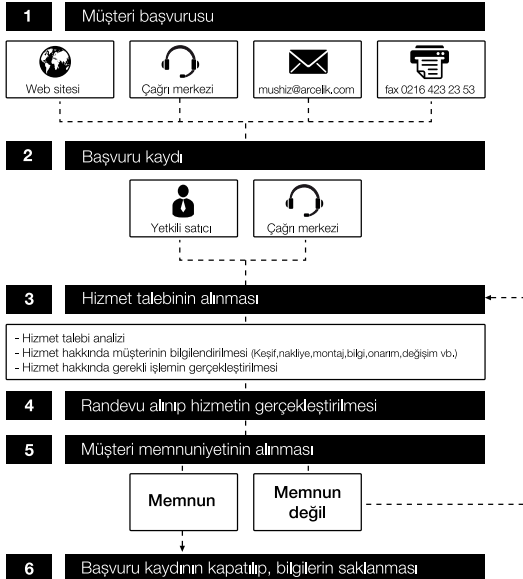 1 Müşteri başvurusu
Web sitesi
Çağrı merkezi
mushiz@arcelik.com
fax 0216 423 23 53
2 Başvuru kaydı
Yetkili satıcı
Çağrı merkezi
3 Hizmet talebinin alınması
- Hizmet talebi analizi
- Hizmet hakkında müşterinin bilgilendirilmesi (Keşif,nakliye,montaj,bilgi,onarım,değişim vb.)
- Hizmet hakkında gerekli işlemin gerçekleştirilmesi
4 Randevu alınıp hizmetin gerçekleştirilmesi
5 Müşteri memnuniyetinin alınması
Memnun
Memnun
değil
6 Başvuru kaydının kapatılıp, bilgilerin saklanması